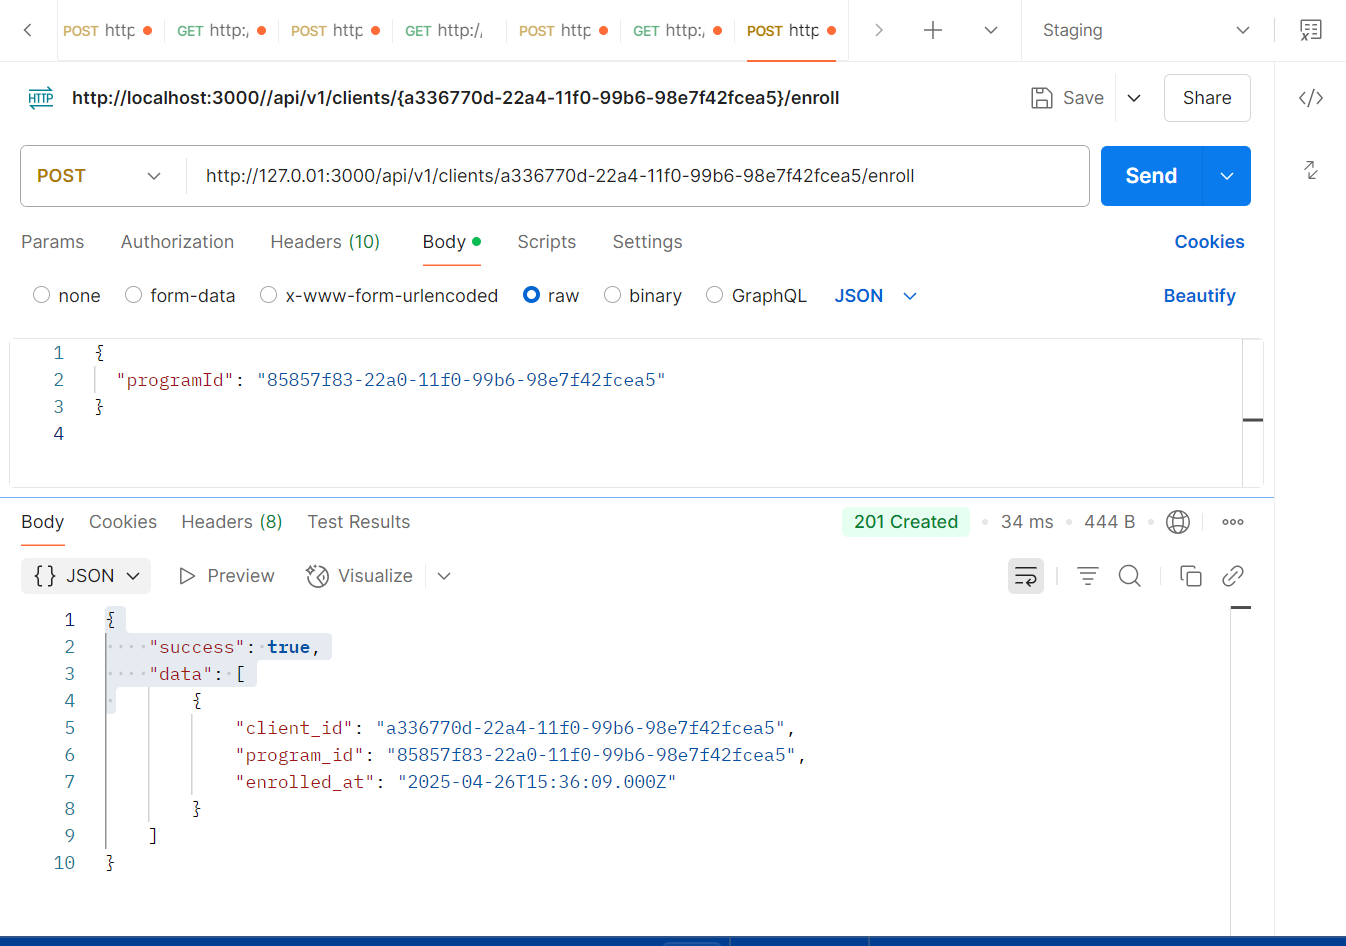 POST http GET http:/ POST http GET http:// POST http GET http:/ POST http Staging
HTTP http://localhost:3000//api/v1/clients/{a336770d-22a4-11f0-99b6-98e7f42fcea5}/enroll Save Share
POST http://127.0.01:3000/api/v1/clients/a336770d-22a4-11f0-99b6-98e7f42fcea5/enroll Send
Params Authorization Headers (10) Body Scripts Settings Cookies
none form-data x-www-form-urlencoded raw binary GraphQL JSON Beautify
1 {
2 "programId": "85857f83-22a0-11f0-99b6-98e7f42fcea5"
3 }
4
Body Cookies Headers (8) Test Results 201 Created 34 ms 444 B
{} JSON Preview Visualize
1 {
2 "success": true,
3 "data": [
4 {
5 "client_id": "a336770d-22a4-11f0-99b6-98e7f42fcea5",
6 "program_id": "85857f83-22a0-11f0-99b6-98e7f42fcea5",
7 "enrolled_at": "2025-04-26T15:36:09.000Z"
8 }
9 ]
10 }